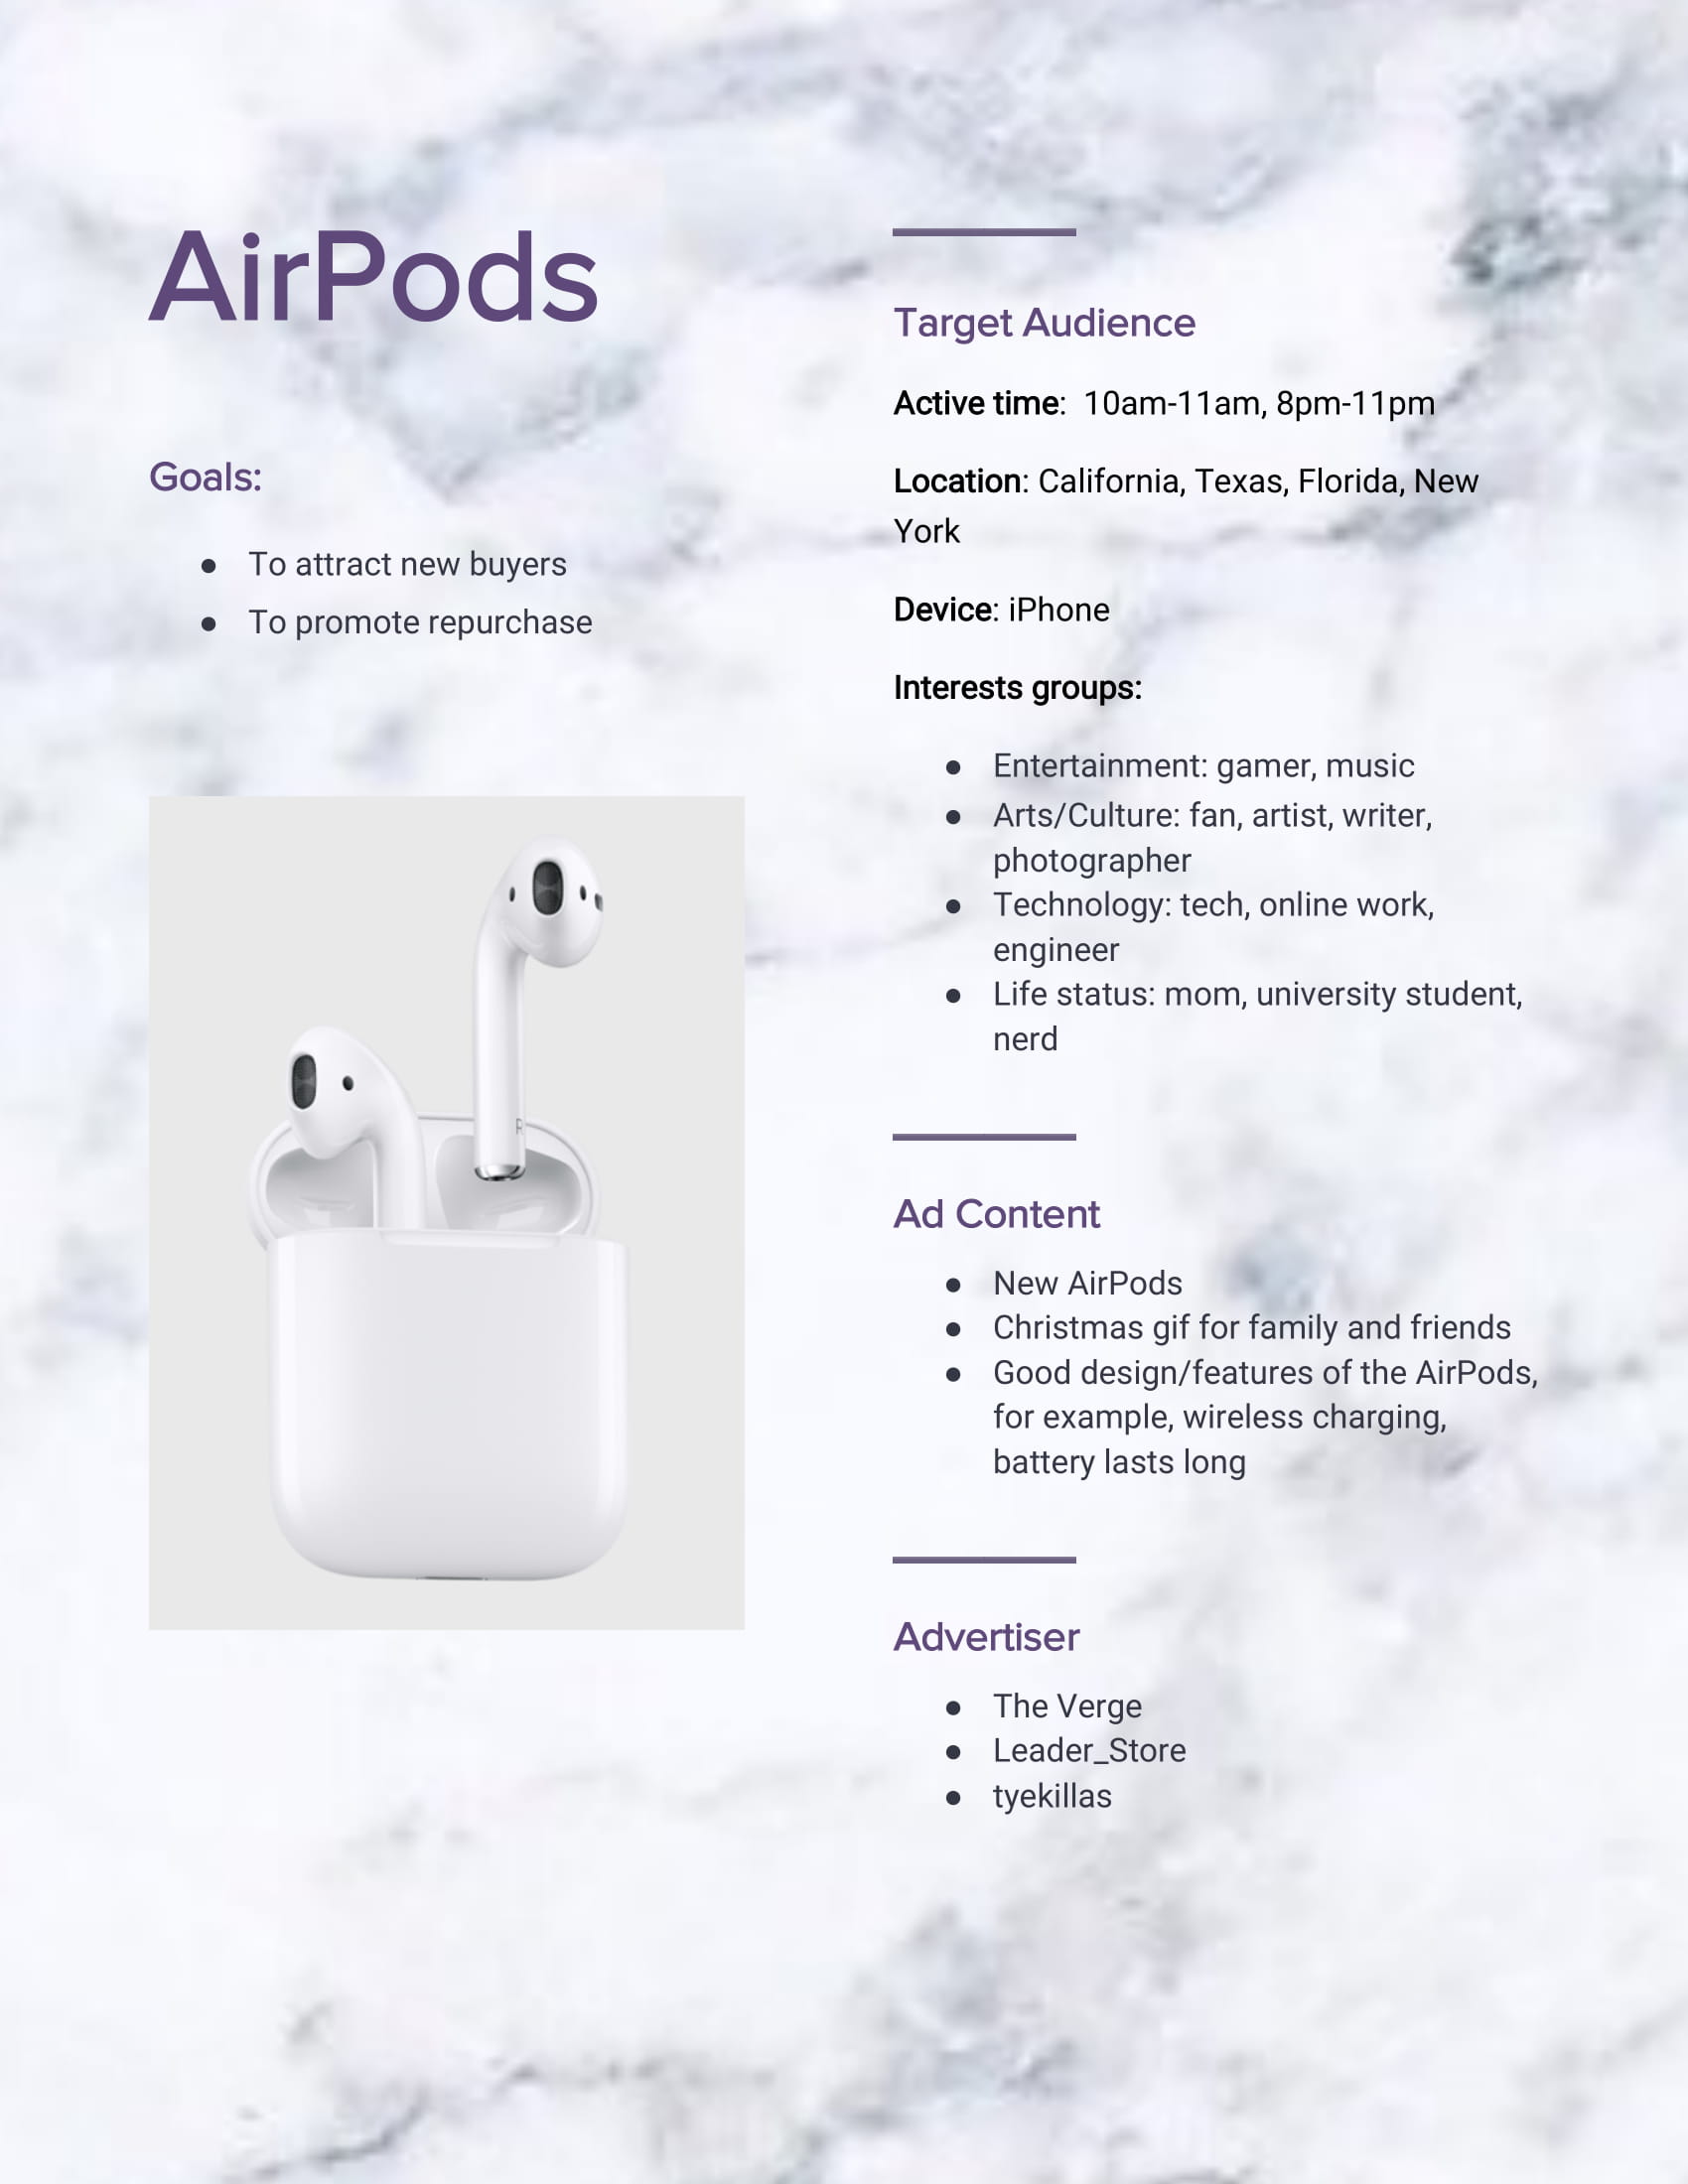 AirPods
Goals:
● To attract new buyers
● To promote repurchase
R
Target Audience
Active time:  10am-11am, 8pm-11pm
Location: California, Texas, Florida, New
York
Device: iPhone
Interests groups:
● Entertainment: gamer, music
● Arts/Culture: fan, artist, writer,
photographer
● Technology: tech, online work,
engineer
● Life status: mom, university student,
nerd
Ad Content
● New AirPods
● Christmas gif for family and friends
● Good design/features of the AirPods,
for example, wireless charging,
battery lasts long
Advertiser
● The Verge
● Leader_Store
● tyekillas